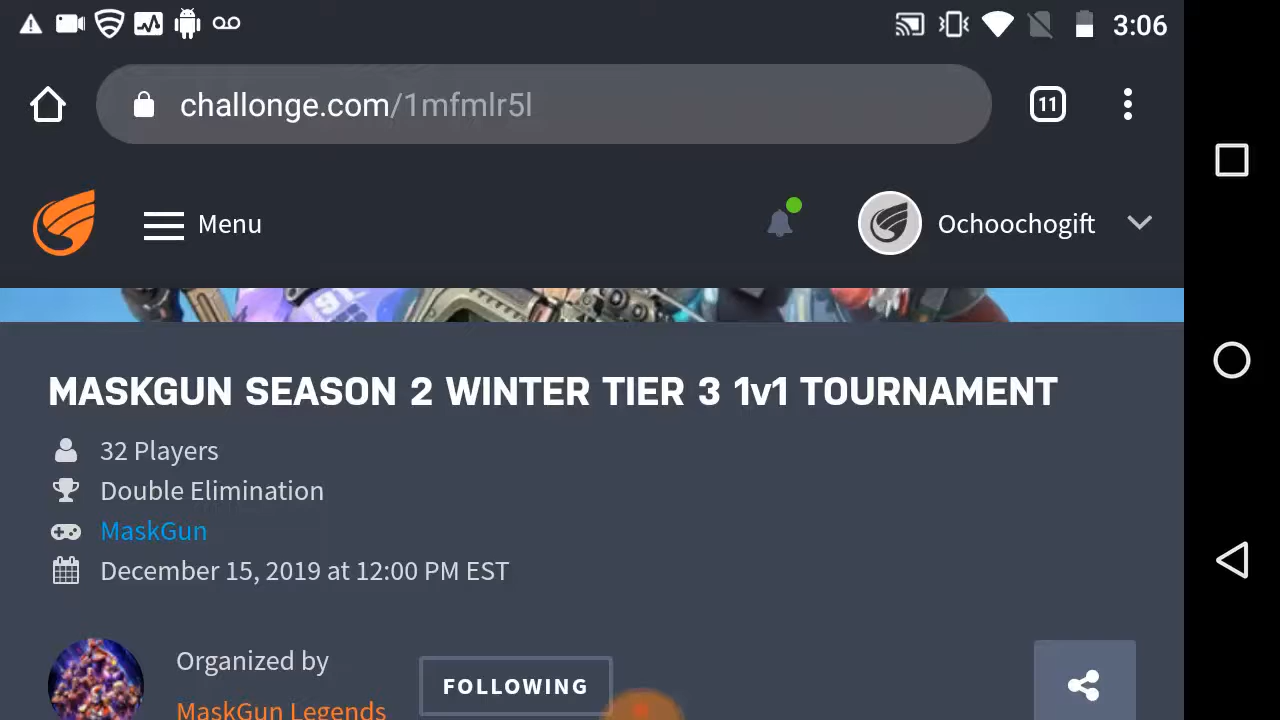 3:06
challonge.com/1mfmlr5l
11
Menu
Ochoochogift
MASKGUN SEASON 2 WINTER TIER 3 1v1 TOURNAMENT
32 Players
Double Elimination
MaskGun
December 15, 2019 at 12:00 PM EST
Organized by
FOLLOWING
MaskGun Legends